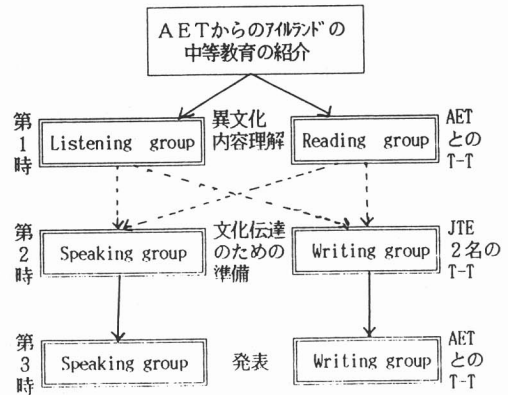 AETからのアイルランドの
中等教育の紹介
第1時
Listening group
異文化
内容理解
Reading group
AET
との
T-T
第2時
Speaking group
文化伝達
のための
準備
Writing group
JTE
2名の
T-T
第3時
Speaking group
発表
Writing group
AET
との
T-T